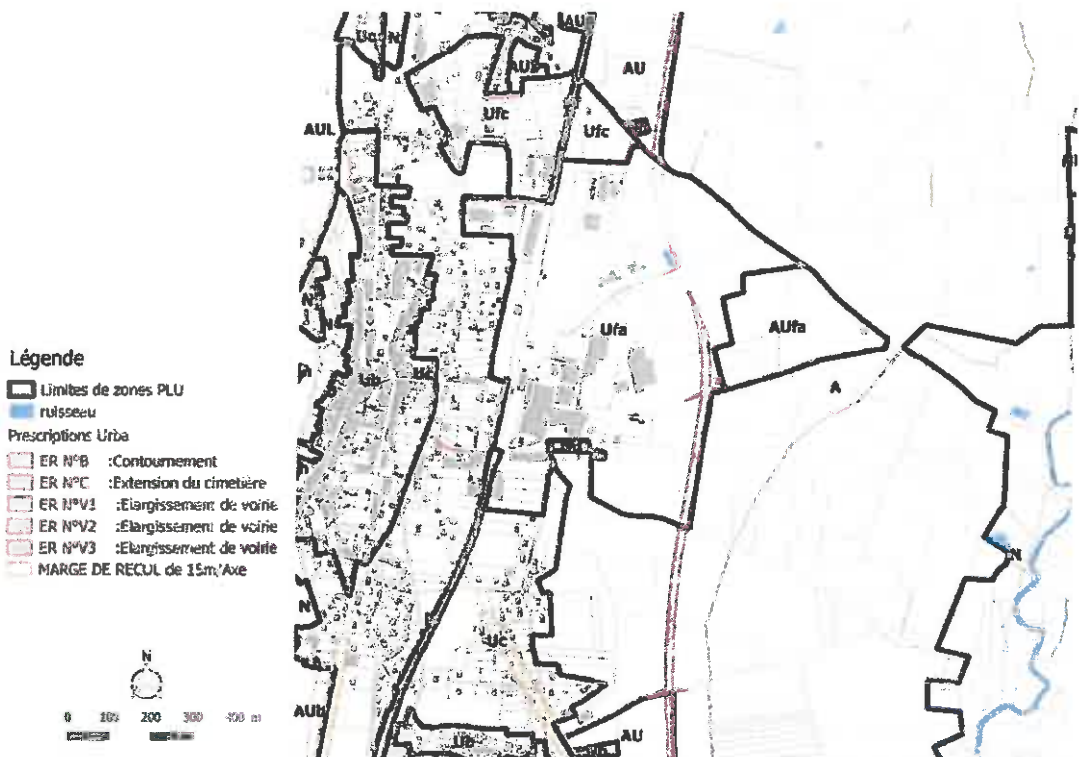 Légende
Limites de zones PLU
ruisseau
Prescriptions Urba
ER N°B :Contournement
ER N°C :Extension du cimetière
ER N°V1 :Elargissement de voirie
ER N°V2 :Elargissement de voirie
ER N°V3 :Elargissement de voirie
MARGE DE RECUL de 15m/Axe
N
0 100 200 300 400 m
Uc N
AU
AU
AUL
Ufc
Ufc
N
N
Ufa
AUfa
Ub
A
N
N
Uc
AUb
Ub
AU